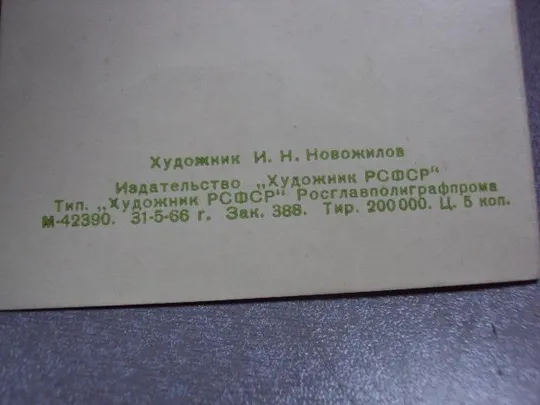 Художник И. Н. Новожилов
Издательство „Художник РСФСР“
Тип. „Художник РСФСР“ Росглавполиграфпрома
М-42390. 31-5-66 г. Зак. 388. Тир. 200000. Ц. 5 коп.